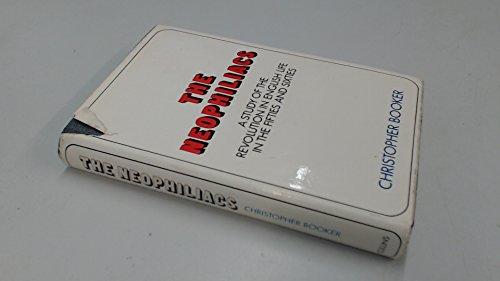 THE
NEOPHILIACS
A STUDY OF THE
REVOLUTION IN ENGLISH LIFE
IN THE FIFTIES AND SIXTIES
CHRISTOPHER BOOKER
THE NEOPHILIACS
CHRISTOPHER BOOKER
COLLINS